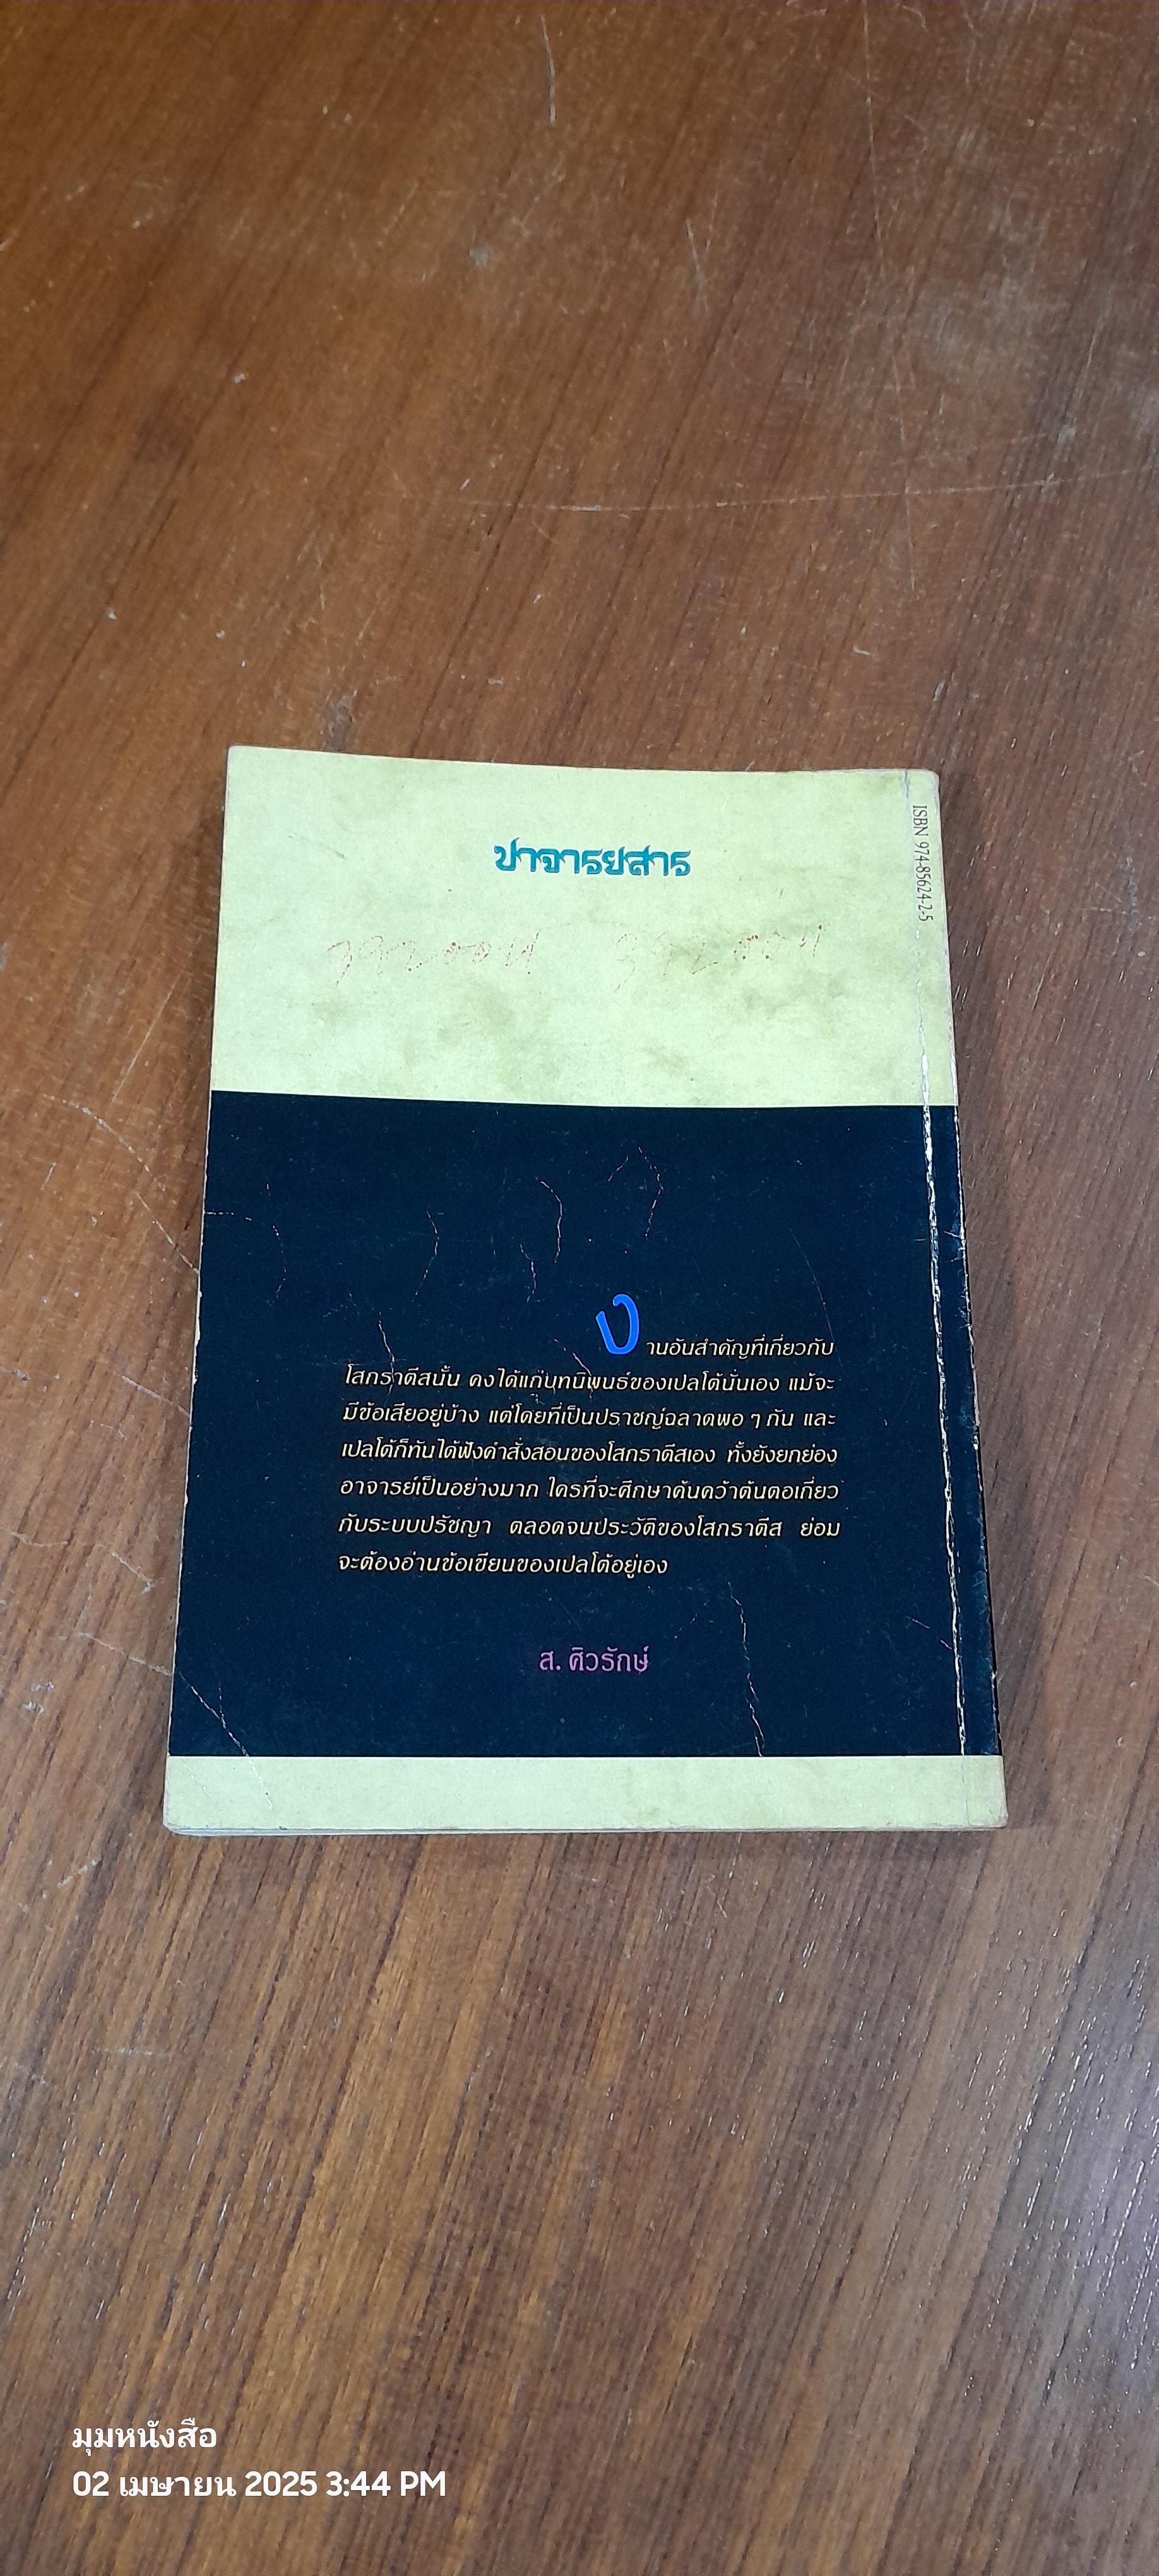 ปาจารยสาร
ISBN 974-85624-2-5
งานอันสำคัญที่เกี่ยวกับ
โสกราตีสนั้น คงได้แก่บทนิพนธ์ของเปลโต้นั่นเอง แม้จะ
มีข้อเสียอยู่บ้าง แต่โดยที่เป็นปราชญ์ฉลาดพอ ๆ กัน และ
เปลโต้ก็ทันได้ฟังคำสั่งสอนของโสกราตีสเอง ทั้งยังยกย่อง
อาจารย์เป็นอย่างมาก ใครที่จะศึกษาค้นคว้าต้นตอเกี่ยว
กับระบบปรัชญา ตลอดจนประวัติของโสกราตีส ย่อม
จะต้องอ่านข้อเขียนของเปลโต้อยู่เอง
ส. ศิวรักษ์
มุมหนังสือ
02 เมษายน 2025 3:44 PM